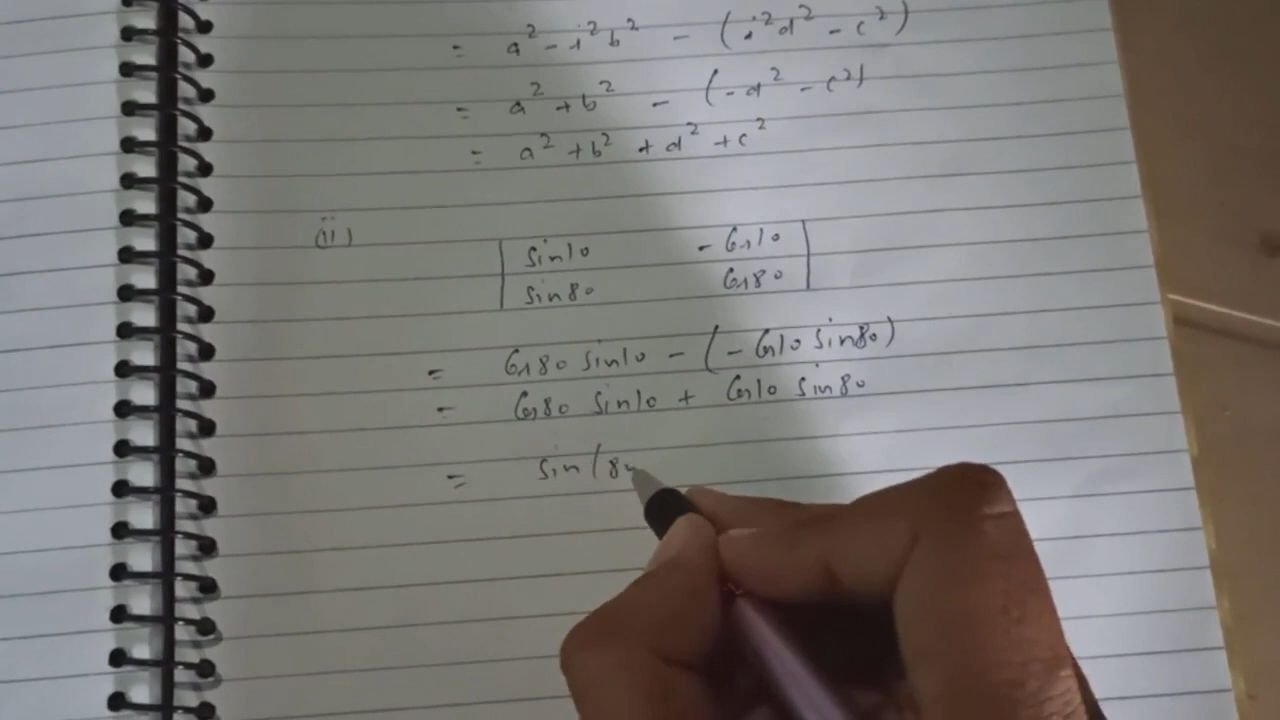 = a² - i²b² - (i²d² - c²)
= a² + b² - (-d² - c²)
= a² + b² + d² + c²
(ii) | sin10 - Cos10 |
| sin80 Cos80 |
= Cos80 sin10 - (- Cos10 sin80)
= Cos80 sin10 + Cos10 sin80
= sin(80